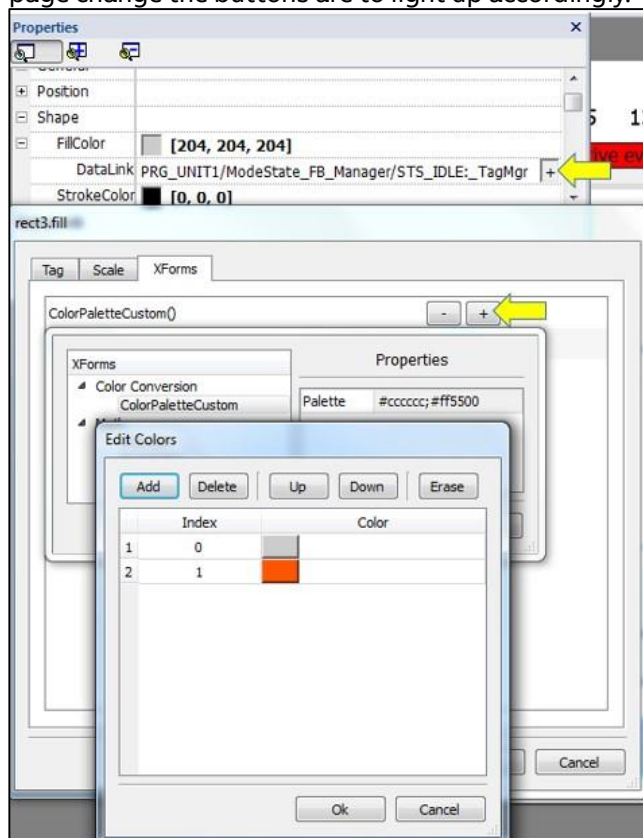 page change the buttons are to light up accordingly.
Properties
Position
Shape
FillColor [204, 204, 204]
DataLink PRG_UNIT1/ModeState_FB_Manager/STS_IDLE:_TagMgr +
StrokeColor [0, 0, 0]
rect3.fill
Tag Scale XForms
ColorPaletteCustom() - +
XForms Properties
Color Conversion
ColorPaletteCustom Palette #cccccc;#ff5500
Edit Colors
Add Delete Up Down Erase
Index Color
1 0
2 1
Cancel
Ok Cancel